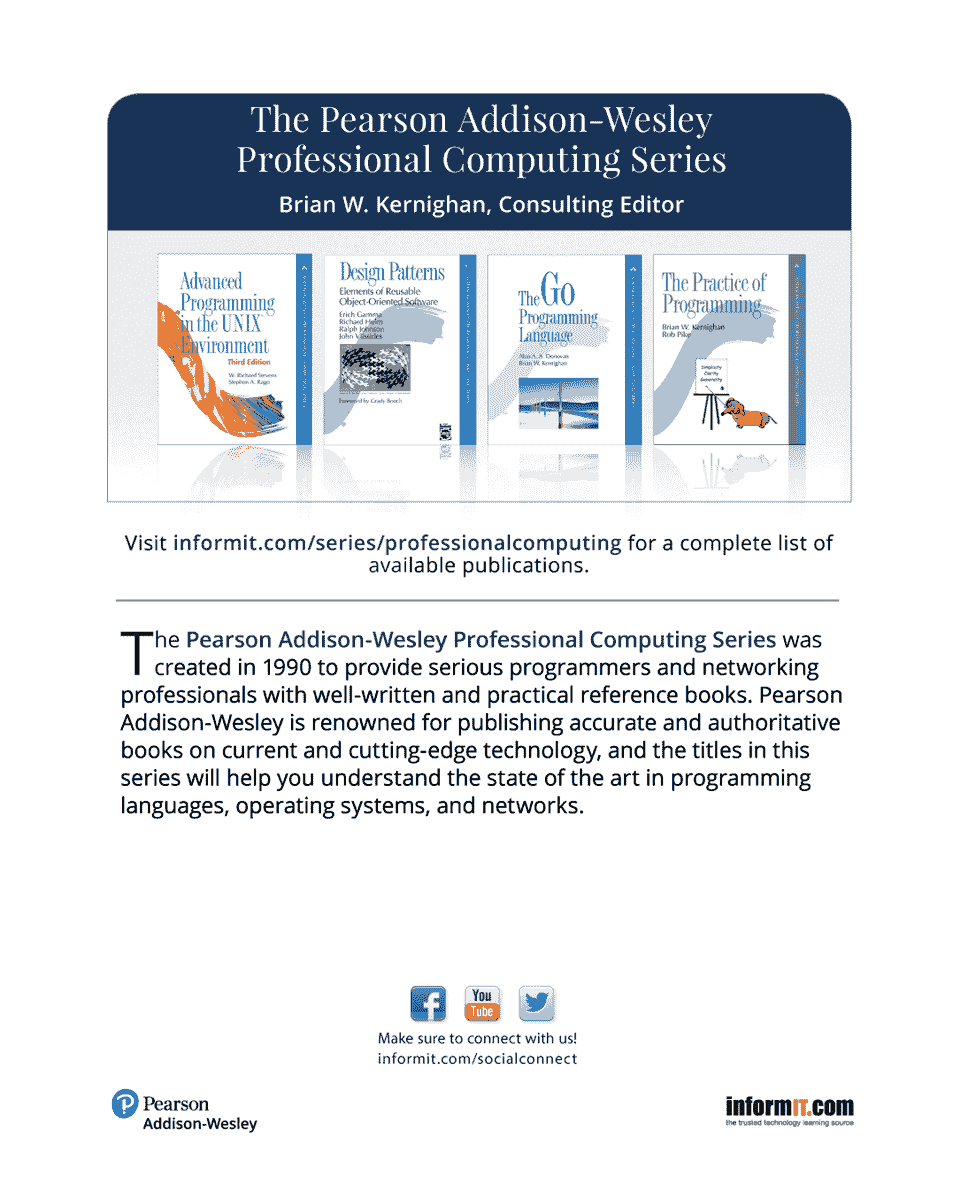 The Pearson Addison-Wesley
Professional Computing Series
Brian W. Kernighan, Consulting Editor
Advanced
Programming
in the UNIX
Environment
Third Edition
W. Richard Stevens
Stephen A. Rago
Design Patterns
Elements of Reusable
Object-Oriented Software
Erich Gamma
Richard Helm
Ralph Johnson
John Vlissides
Foreword by Grady Booch
The Go
Programming
Language
Alan A. A. Donovan
Brian W. Kernighan
The Practice of
Programming
Brian W. Kernighan
Rob Pike
Simplicity
Clarity
Generality
Visit informit.com/series/professionalcomputing for a complete list of
available publications.
The Pearson Addison-Wesley Professional Computing Series was
created in 1990 to provide serious programmers and networking
professionals with well-written and practical reference books. Pearson
Addison-Wesley is renowned for publishing accurate and authoritative
books on current and cutting-edge technology, and the titles in this
series will help you understand the state of the art in programming
languages, operating systems, and networks.
f
You
Tube
Make sure to connect with us!
informit.com/socialconnect
P Pearson
Addison-Wesley
informIT.com
the trusted technology learning source